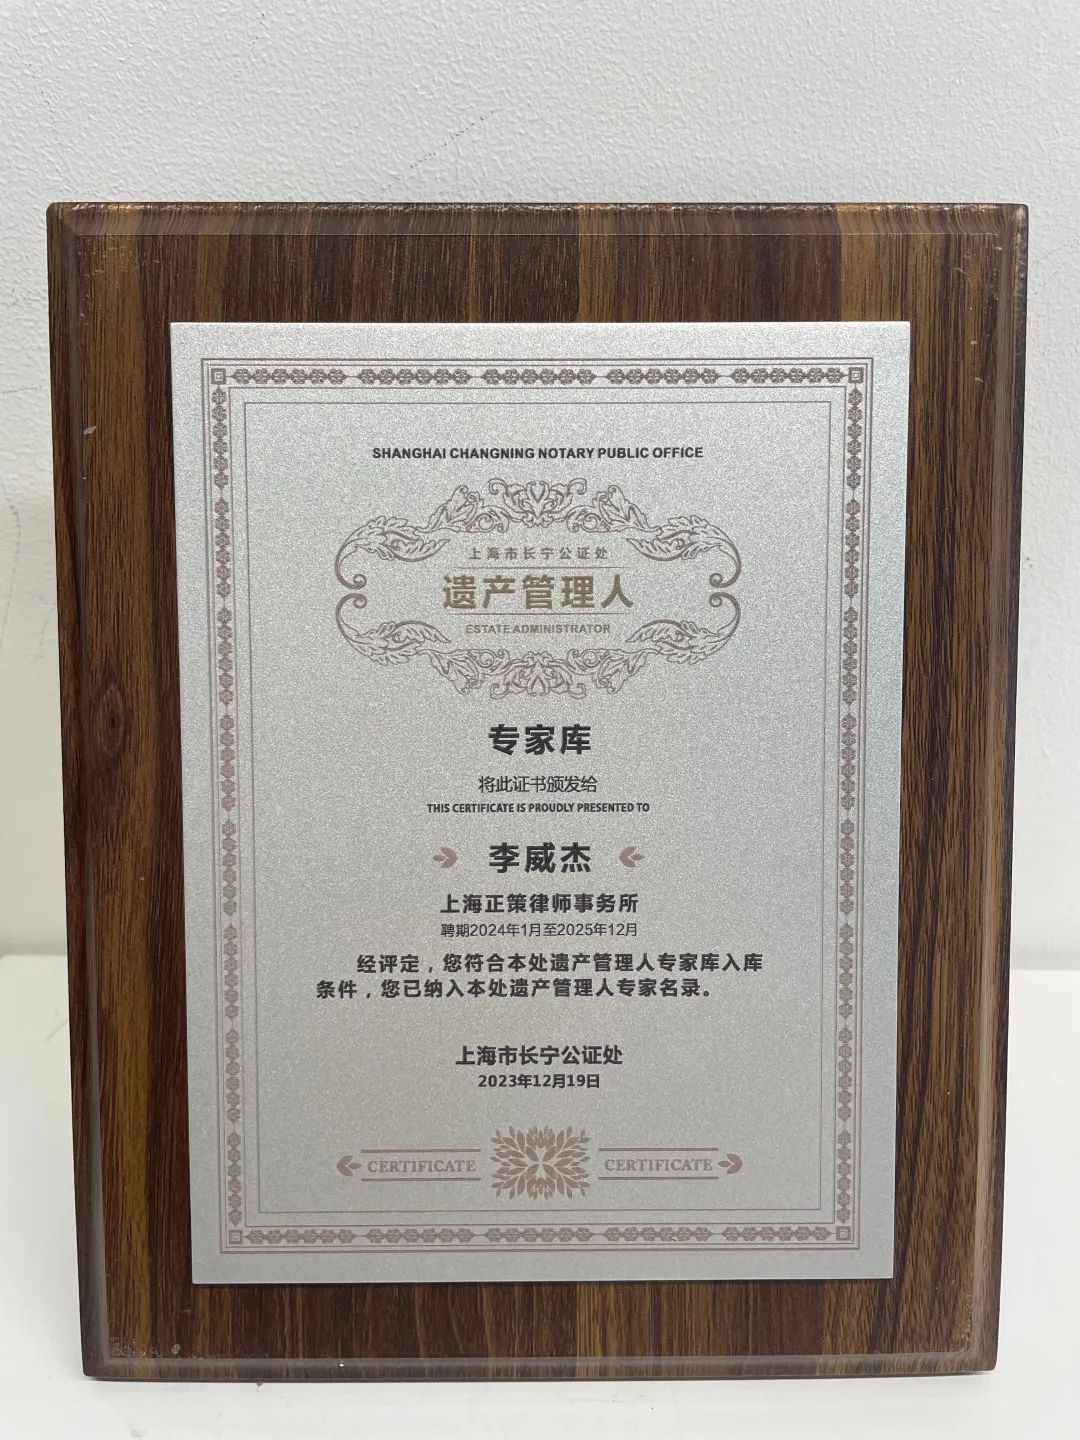 SHANGHAI CHANGNING NOTARY PUBLIC OFFICE
上海市长宁公证处
遗产管理人
ESTATE ADMINISTRATOR
专家库
将此证书颁发给
THIS CERTIFICATE IS PROUDLY PRESENTED TO
李威杰
上海正策律师事务所
聘期2024年1月至2025年12月
经评定，您符合本处遗产管理人专家库入库
条件，您已纳入本处遗产管理人专家名录。
上海市长宁公证处
2023年12月19日
CERTIFICATE CERTIFICATE